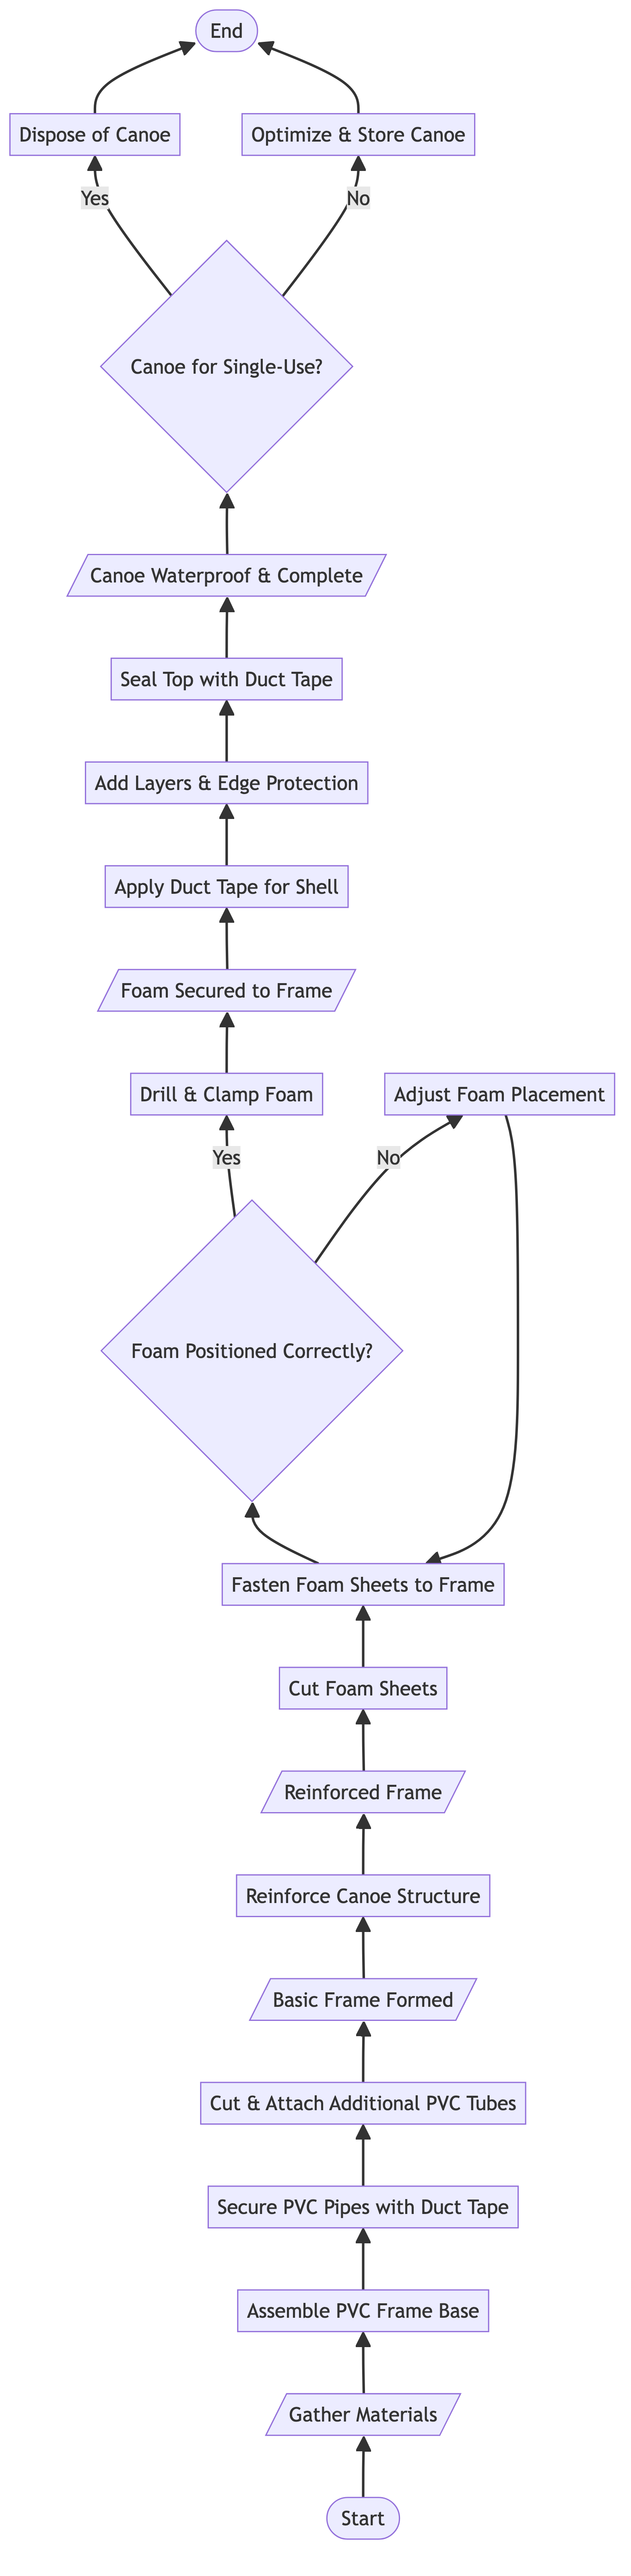 End
Dispose of Canoe
Optimize & Store Canoe
Yes
No
Canoe for Single-Use?
Canoe Waterproof & Complete
Seal Top with Duct Tape
Add Layers & Edge Protection
Apply Duct Tape for Shell
Foam Secured to Frame
Drill & Clamp Foam
Adjust Foam Placement
Yes
No
Foam Positioned Correctly?
Fasten Foam Sheets to Frame
Cut Foam Sheets
Reinforced Frame
Reinforce Canoe Structure
Basic Frame Formed
Cut & Attach Additional PVC Tubes
Secure PVC Pipes with Duct Tape
Assemble PVC Frame Base
Gather Materials
Start